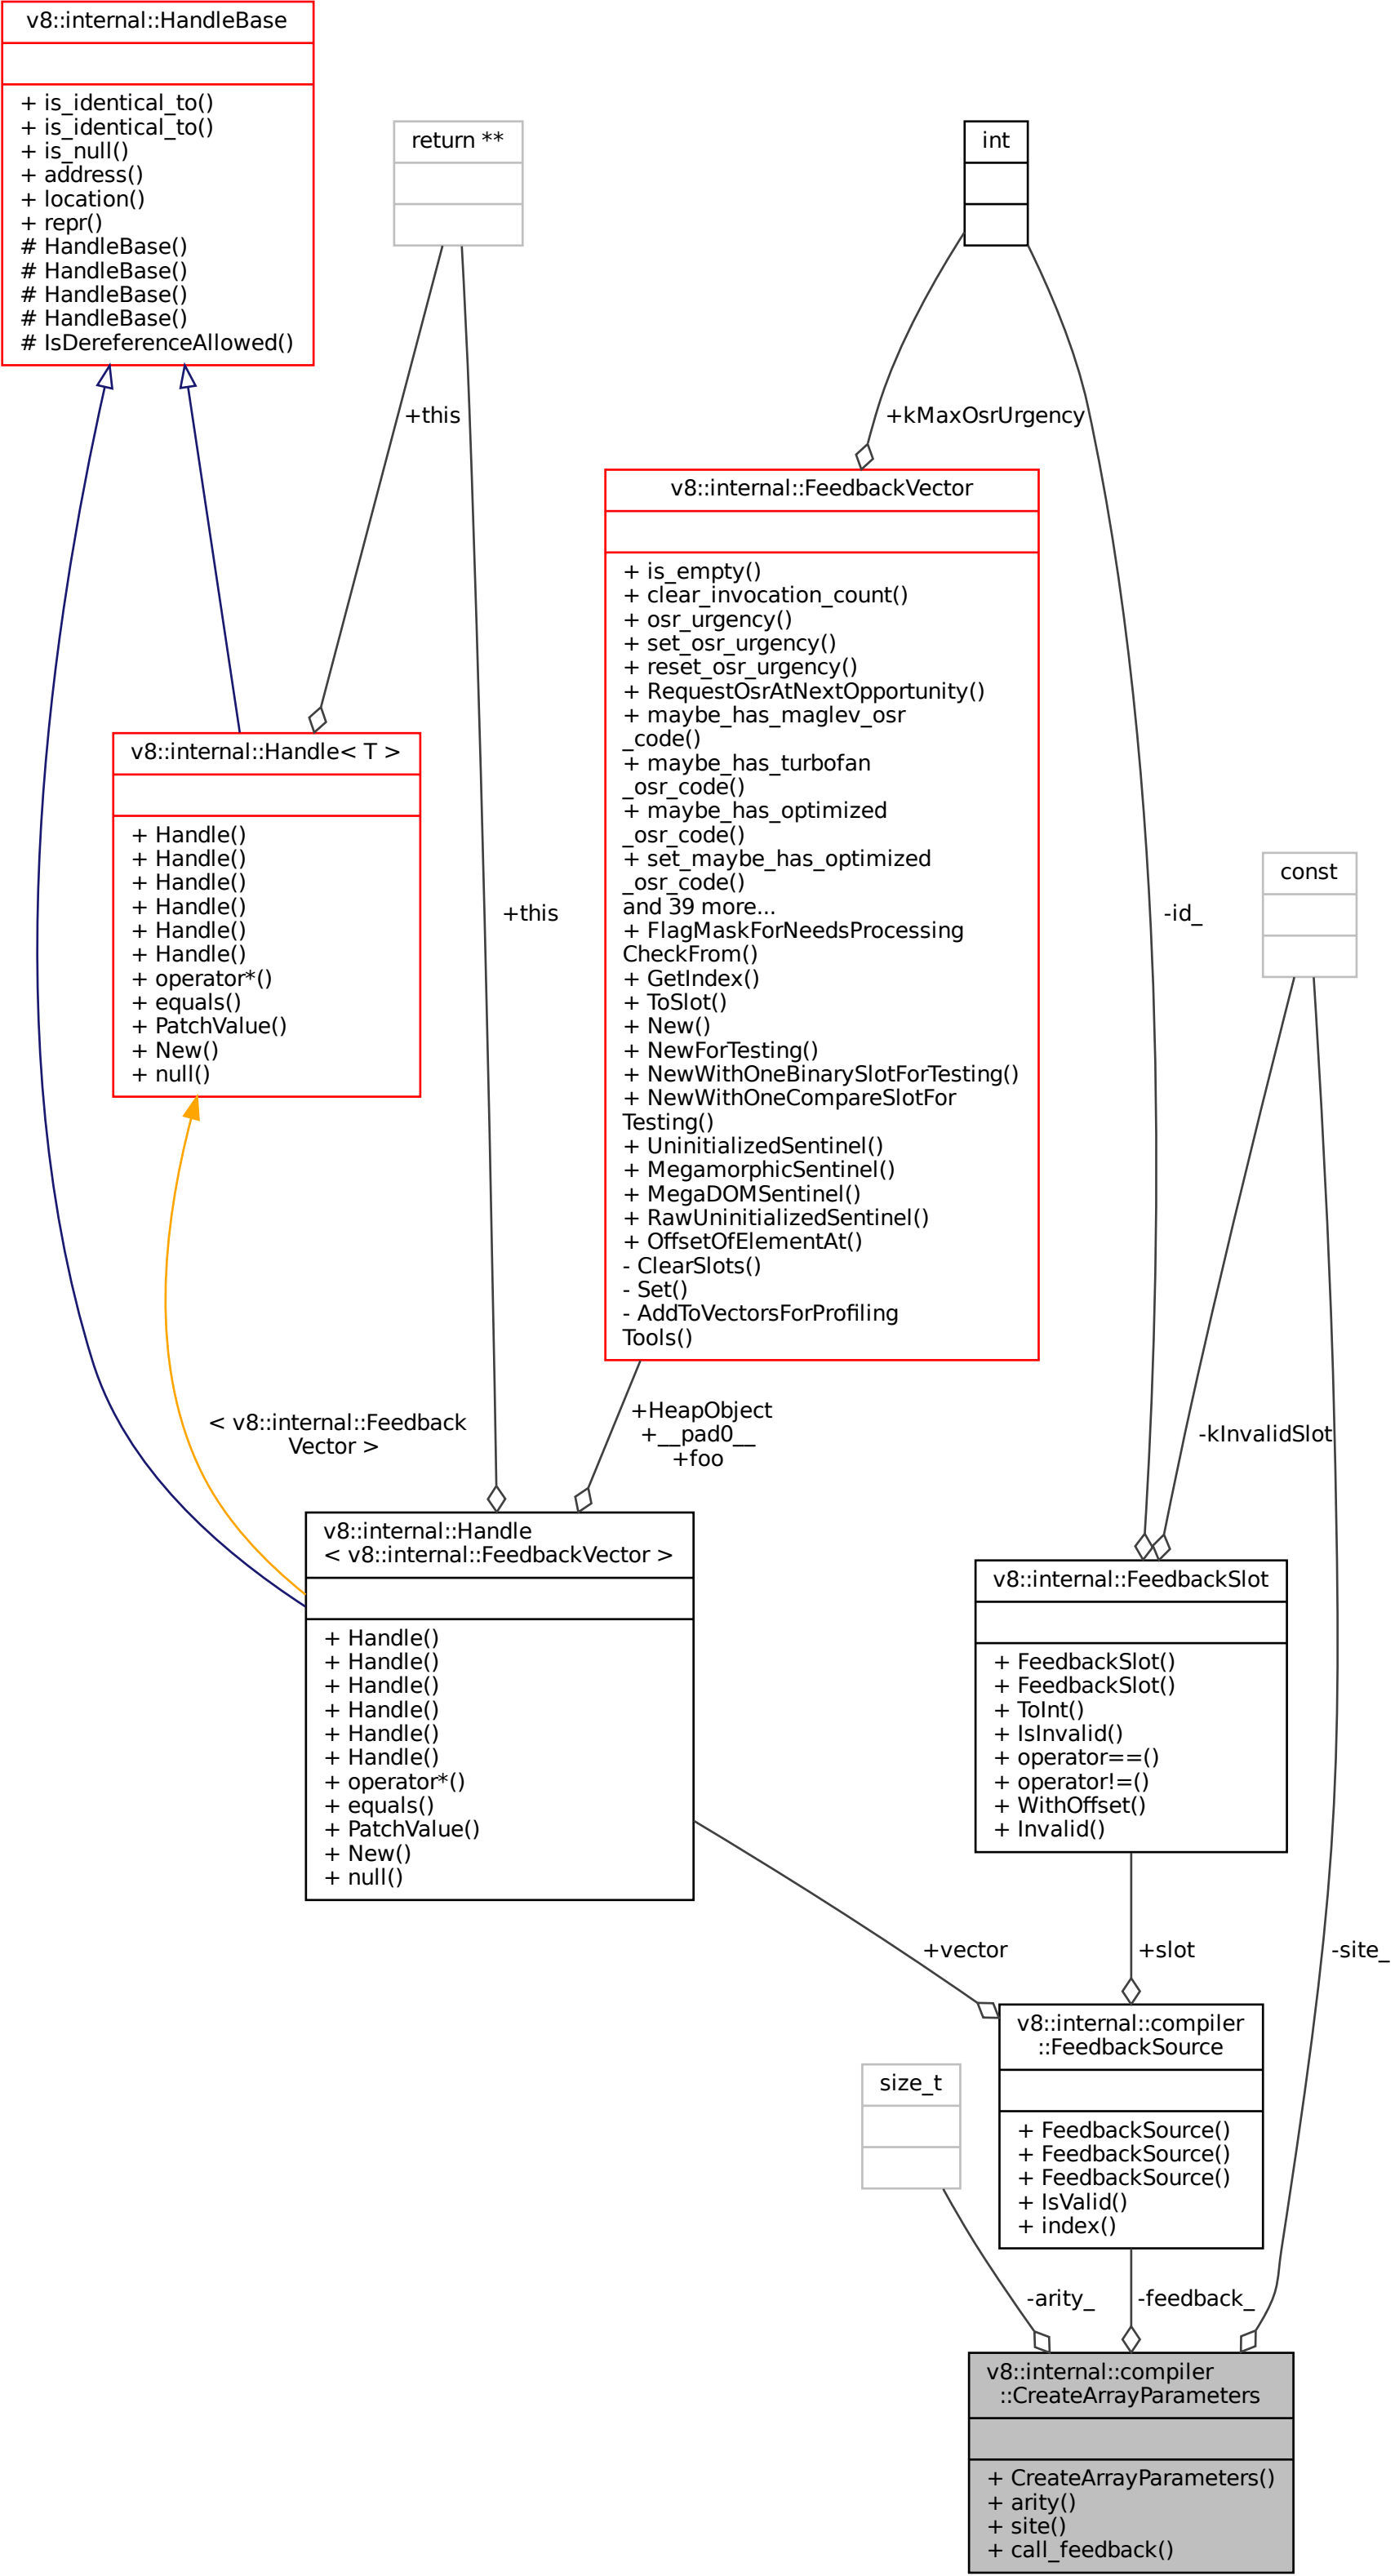 v8::internal::HandleBase
+ is_identical_to()
+ is_identical_to()
+ is_null()
+ address()
+ location()
+ repr()
# HandleBase()
# HandleBase()
# HandleBase()
# HandleBase()
# IsDereferenceAllowed()
return **
int
+this
+kMaxOsrUrgency
v8::internal::FeedbackVector
+ is_empty()
+ clear_invocation_count()
+ osr_urgency()
+ set_osr_urgency()
+ reset_osr_urgency()
+ RequestOsrAtNextOpportunity()
+ maybe_has_maglev_osr
_code()
+ maybe_has_turbofan
_osr_code()
+ maybe_has_optimized
_osr_code()
+ set_maybe_has_optimized
_osr_code()
and 39 more...
+ FlagMaskForNeedsProcessing
CheckFrom()
+ GetIndex()
+ ToSlot()
+ New()
+ NewForTesting()
+ NewWithOneBinarySlotForTesting()
+ NewWithOneCompareSlotFor
Testing()
+ UninitializedSentinel()
+ MegamorphicSentinel()
+ MegaDOMSentinel()
+ RawUninitializedSentinel()
+ OffsetOfElementAt()
- ClearSlots()
- Set()
- AddToVectorsForProfiling
Tools()
v8::internal::Handle< T >
+ Handle()
+ Handle()
+ Handle()
+ Handle()
+ Handle()
+ Handle()
+ operator*()
+ equals()
+ PatchValue()
+ New()
+ null()
+this
-id_
const
< v8::internal::Feedback
Vector >
+HeapObject
+__pad0__
+foo
-kInvalidSlot
v8::internal::Handle
< v8::internal::FeedbackVector >
+ Handle()
+ Handle()
+ Handle()
+ Handle()
+ Handle()
+ Handle()
+ operator*()
+ equals()
+ PatchValue()
+ New()
+ null()
v8::internal::FeedbackSlot
+ FeedbackSlot()
+ FeedbackSlot()
+ ToInt()
+ IsInvalid()
+ operator==()
+ operator!=()
+ WithOffset()
+ Invalid()
+vector
+slot
-site_
v8::internal::compiler
::FeedbackSource
+ FeedbackSource()
+ FeedbackSource()
+ FeedbackSource()
+ IsValid()
+ index()
size_t
-arity_
-feedback_
v8::internal::compiler
::CreateArrayParameters
+ CreateArrayParameters()
+ arity()
+ site()
+ call_feedback()